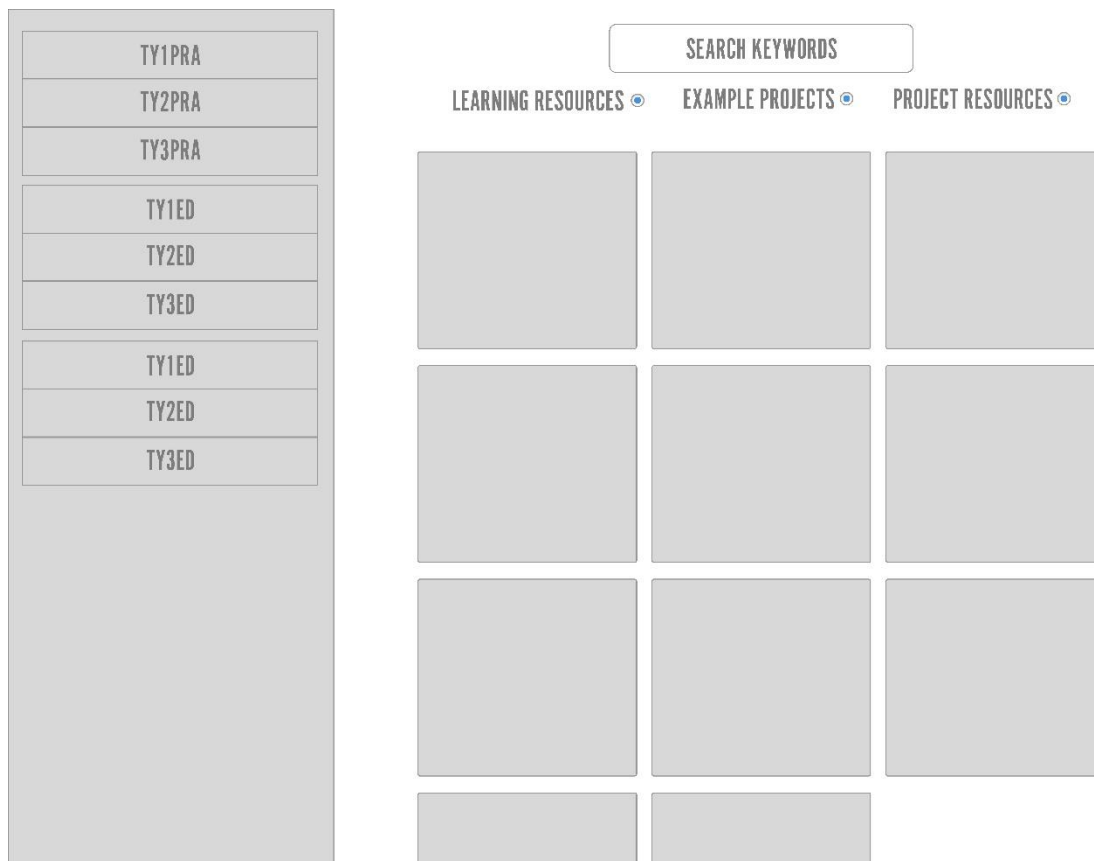 TY1PRA
TY2PRA
TY3PRA
TY1ED
TY2ED
TY3ED
TY1ED
TY2ED
TY3ED
SEARCH KEYWORDS
LEARNING RESOURCES EXAMPLE PROJECTS PROJECT RESOURCES